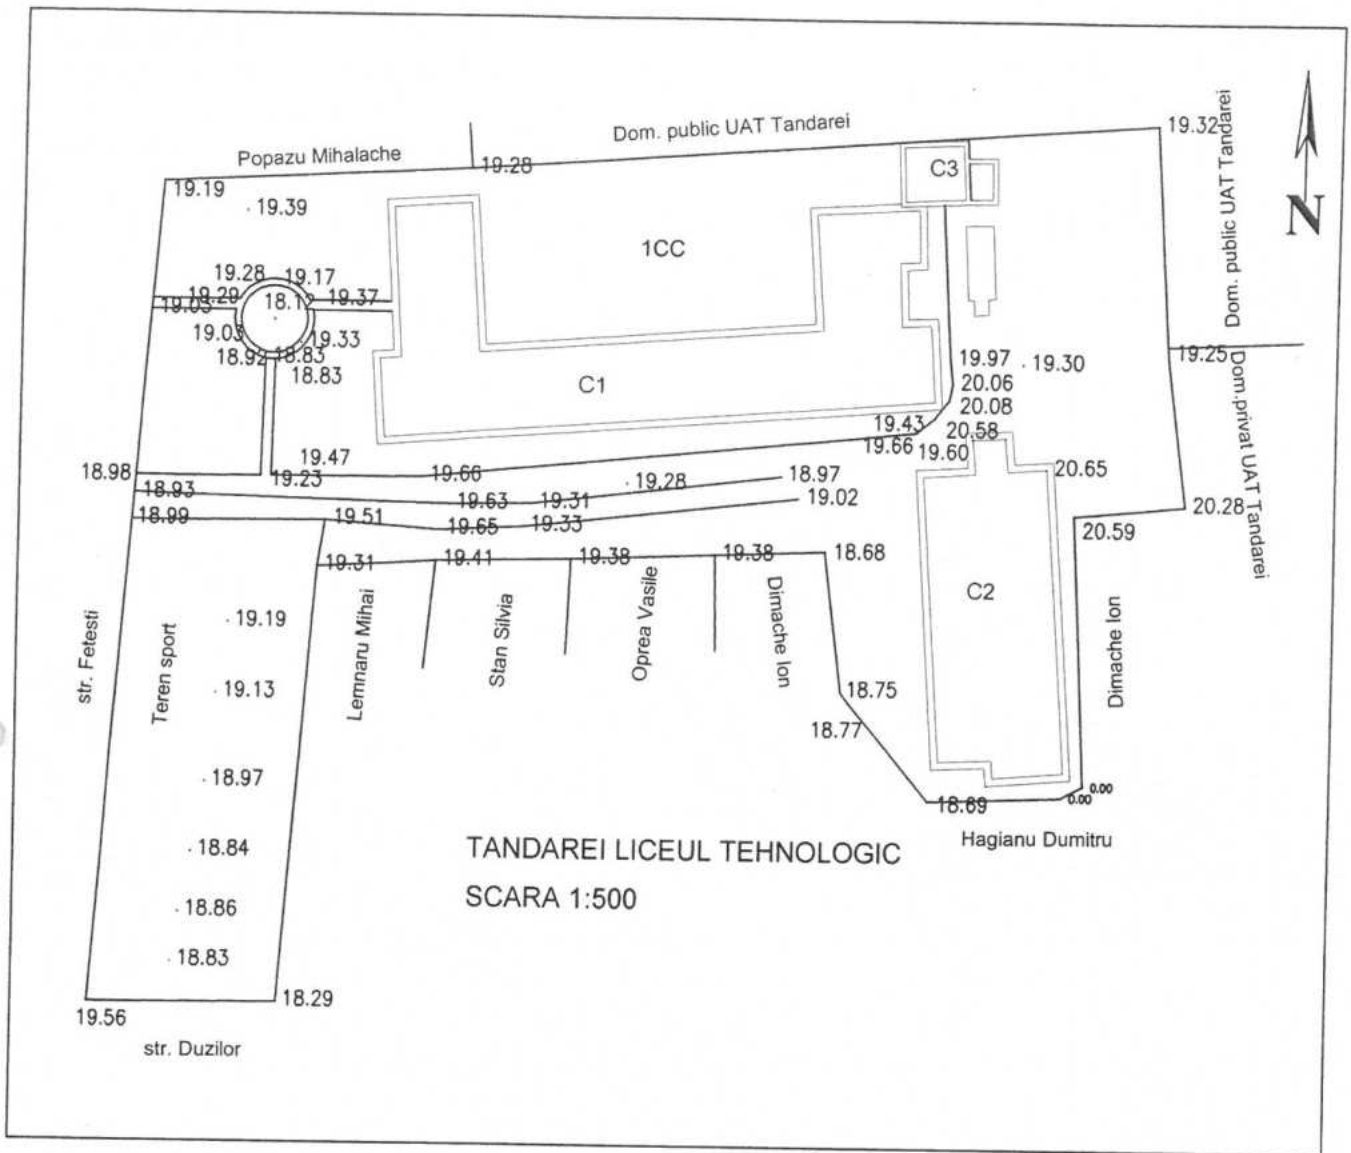 Popazu Mihalache
Dom. public UAT Tandarei
19.32
Dom. public UAT Tandarei
N
19.19
19.39
19.28
C3
1CC
19.28
19.17
19.29
19.37
19.05
19.03
19.33
18.92
18.83
18.83
C1
19.97
19.30
19.25
20.06
20.08
20.58
19.43
19.66
19.60
20.65
Dom.privat UAT Tandarei
18.98
19.47
19.23
19.66
19.28
18.97
18.93
19.63
19.31
19.02
18.99
19.51
19.65
19.33
20.28
20.59
19.31
19.41
19.38
19.38
18.68
str. Fetesti
Teren sport
19.19
Lemnaru Mihai
Stan Silvia
Oprea Vasile
Dimache Ion
C2
Dimache Ion
19.13
18.75
18.77
18.97
0.00
0.00
18.69
Hagianu Dumitru
18.84
18.86
18.83
TANDAREI LICEUL TEHNOLOGIC
SCARA 1:500
18.29
19.56
str. Duzilor